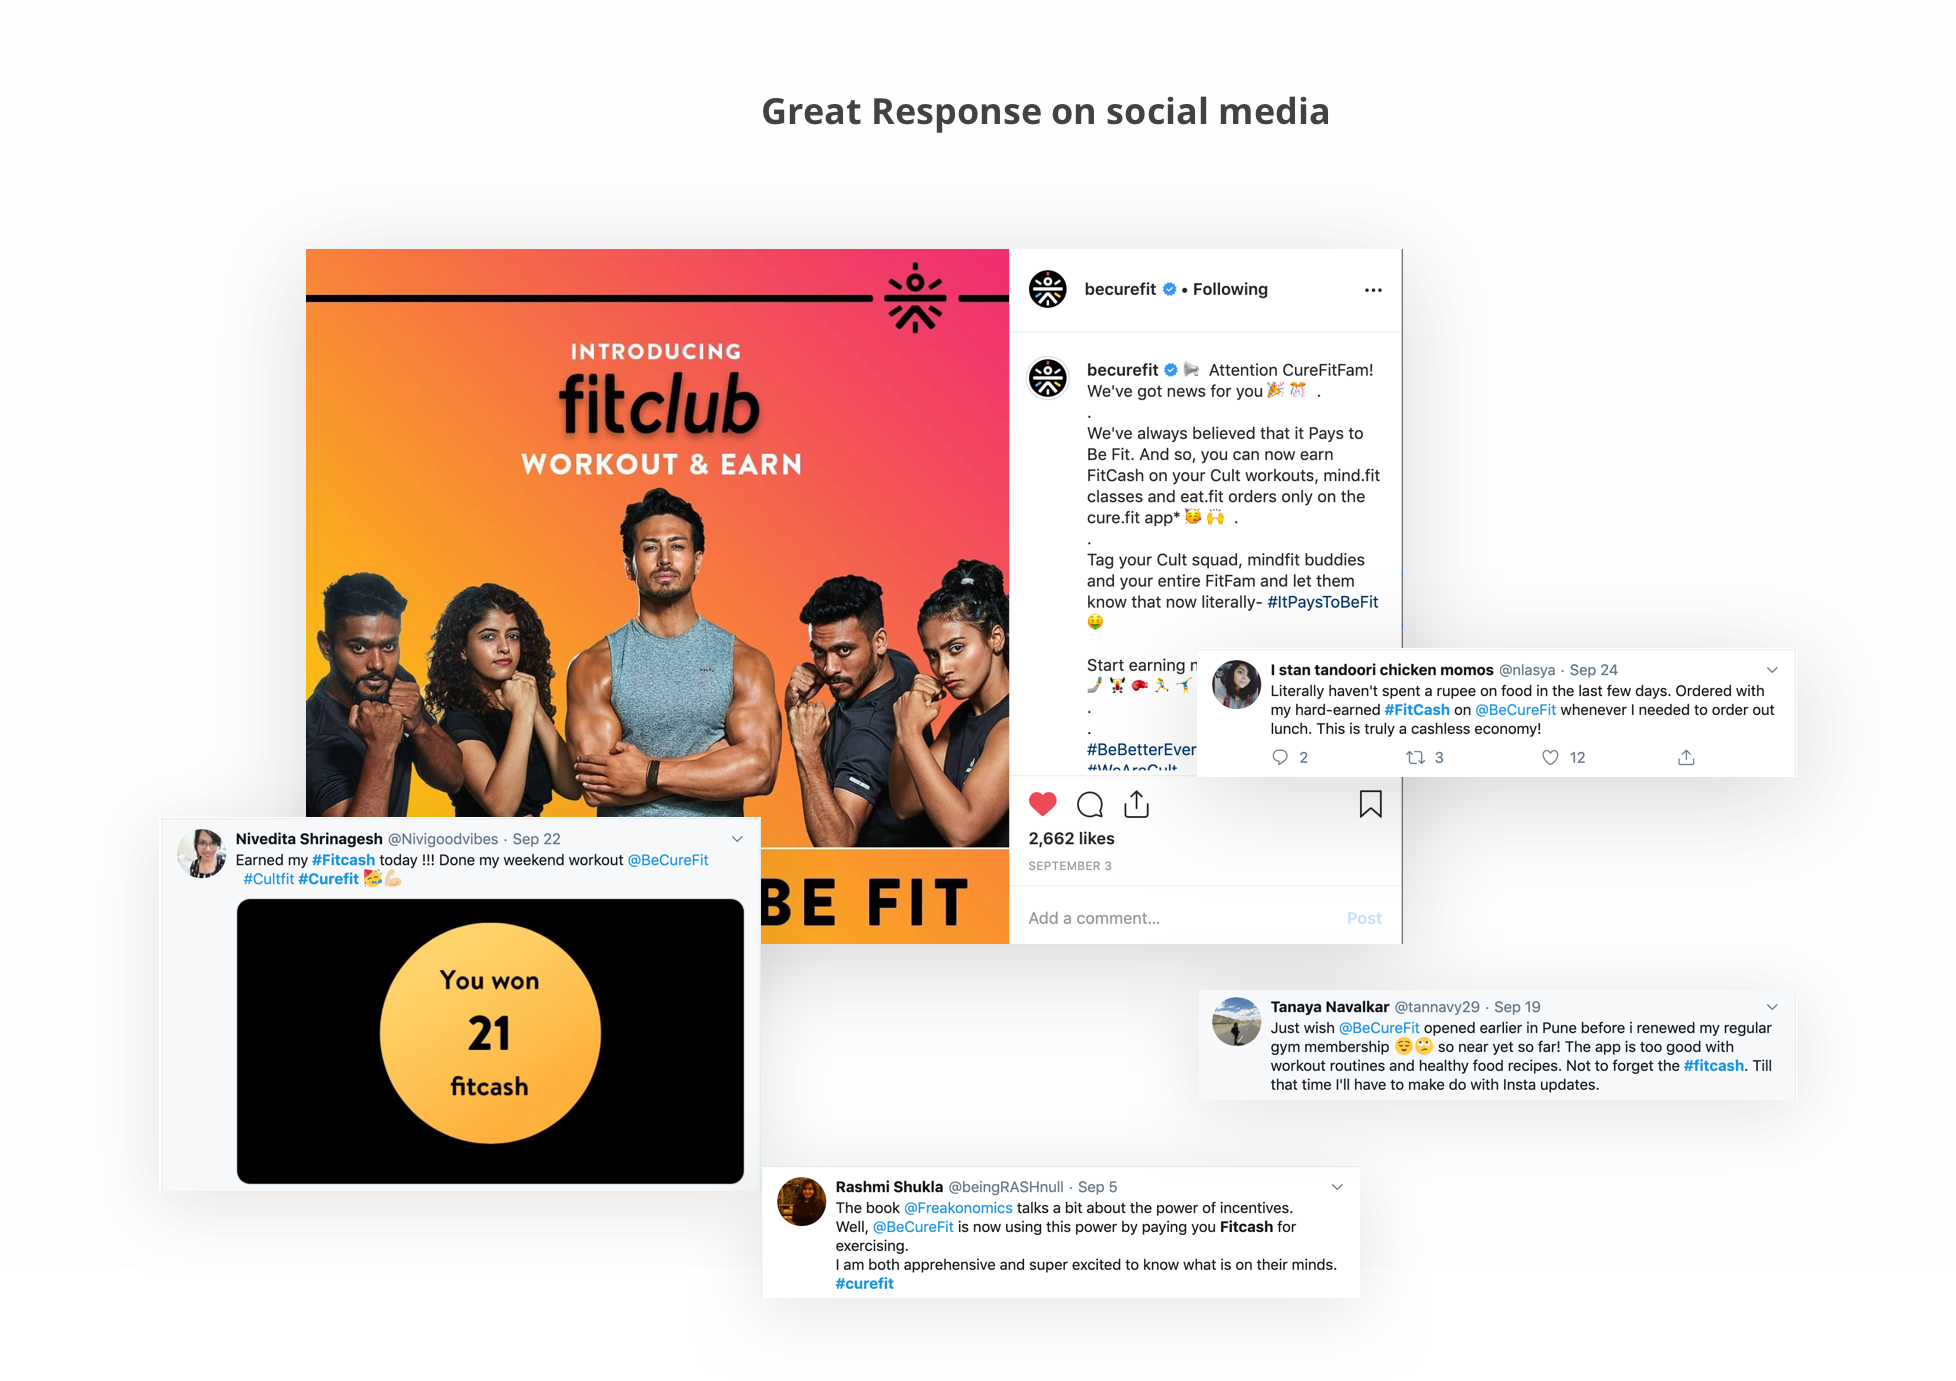 Great Response on social media
INTRODUCING
fitclub
WORKOUT & EARN
BE FIT
becurefit • Following
becurefit 📢 Attention CureFitFam!
We've got news for you 🎉 🎊 .
.
We've always believed that it Pays to
Be Fit. And so, you can now earn
FitCash on your Cult workouts, mind.fit
classes and eat.fit orders only on the
cure.fit app* 🥳 🙌 .
.
Tag your Cult squad, mindfit buddies
and your entire FitFam and let them
know that now literally- #ItPaysToBeFit
🤑
Start earning
.
.
#BeBetterEver
#WeAreCult
2,662 likes
SEPTEMBER 3
Add a comment...
Post
I stan tandoori chicken momos @nlasya · Sep 24
Literally haven't spent a rupee on food in the last few days. Ordered with
my hard-earned #FitCash on @BeCureFit whenever I needed to order out
lunch. This is truly a cashless economy!
2 3 12
Nivedita Shrinagesh @Nivigoodvibes · Sep 22
Earned my #Fitcash today !!! Done my weekend workout @BeCureFit
#Cultfit #Curefit 🥳💪🏼
You won
21
fitcash
Tanaya Navalkar @tannavy29 · Sep 19
Just wish @BeCureFit opened earlier in Pune before i renewed my regular
gym membership 😌🙄 so near yet so far! The app is too good with
workout routines and healthy food recipes. Not to forget the #fitcash. Till
that time I'll have to make do with Insta updates.
Rashmi Shukla @beingRASHnull · Sep 5
The book @Freakonomics talks a bit about the power of incentives.
Well, @BeCureFit is now using this power by paying you Fitcash for
exercising.
I am both apprehensive and super excited to know what is on their minds.
#curefit